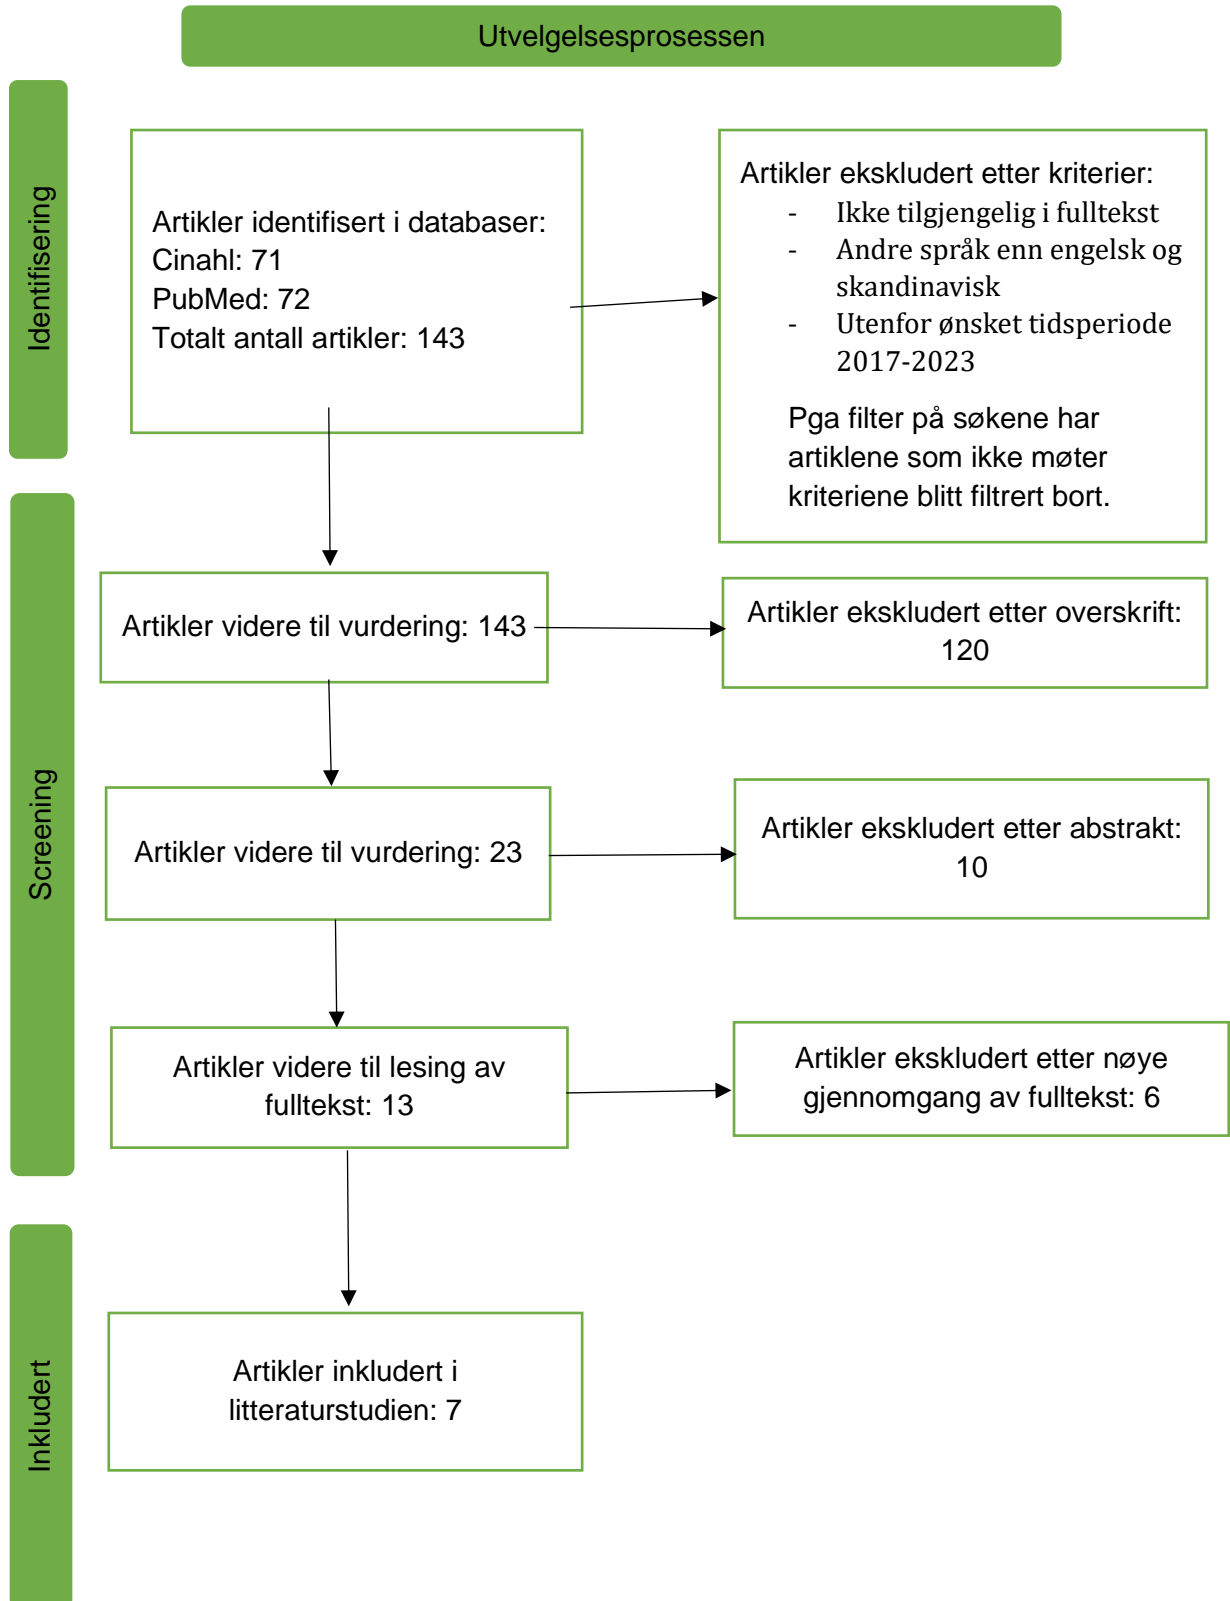 Utvelgelsesprosessen
Identifisering
Artikler identifisert i databaser:
Cinahl: 71
PubMed: 72
Totalt antall artikler: 143
Artikler ekskludert etter kriterier:
- Ikke tilgjengelig i fulltekst
- Andre språk enn engelsk og
skandinavisk
- Utenfor ønsket tidsperiode
2017-2023
Pga filter på søkene har
artiklene som ikke møter
kriteriene blitt filtrert bort.
Screening
Artikler videre til vurdering: 143
Artikler ekskludert etter overskrift:
120
Artikler videre til vurdering: 23
Artikler ekskludert etter abstrakt:
10
Artikler videre til lesing av
fulltekst: 13
Artikler ekskludert etter nøye
gjennomgang av fulltekst: 6
Inkludert
Artikler inkludert i
litteraturstudien: 7